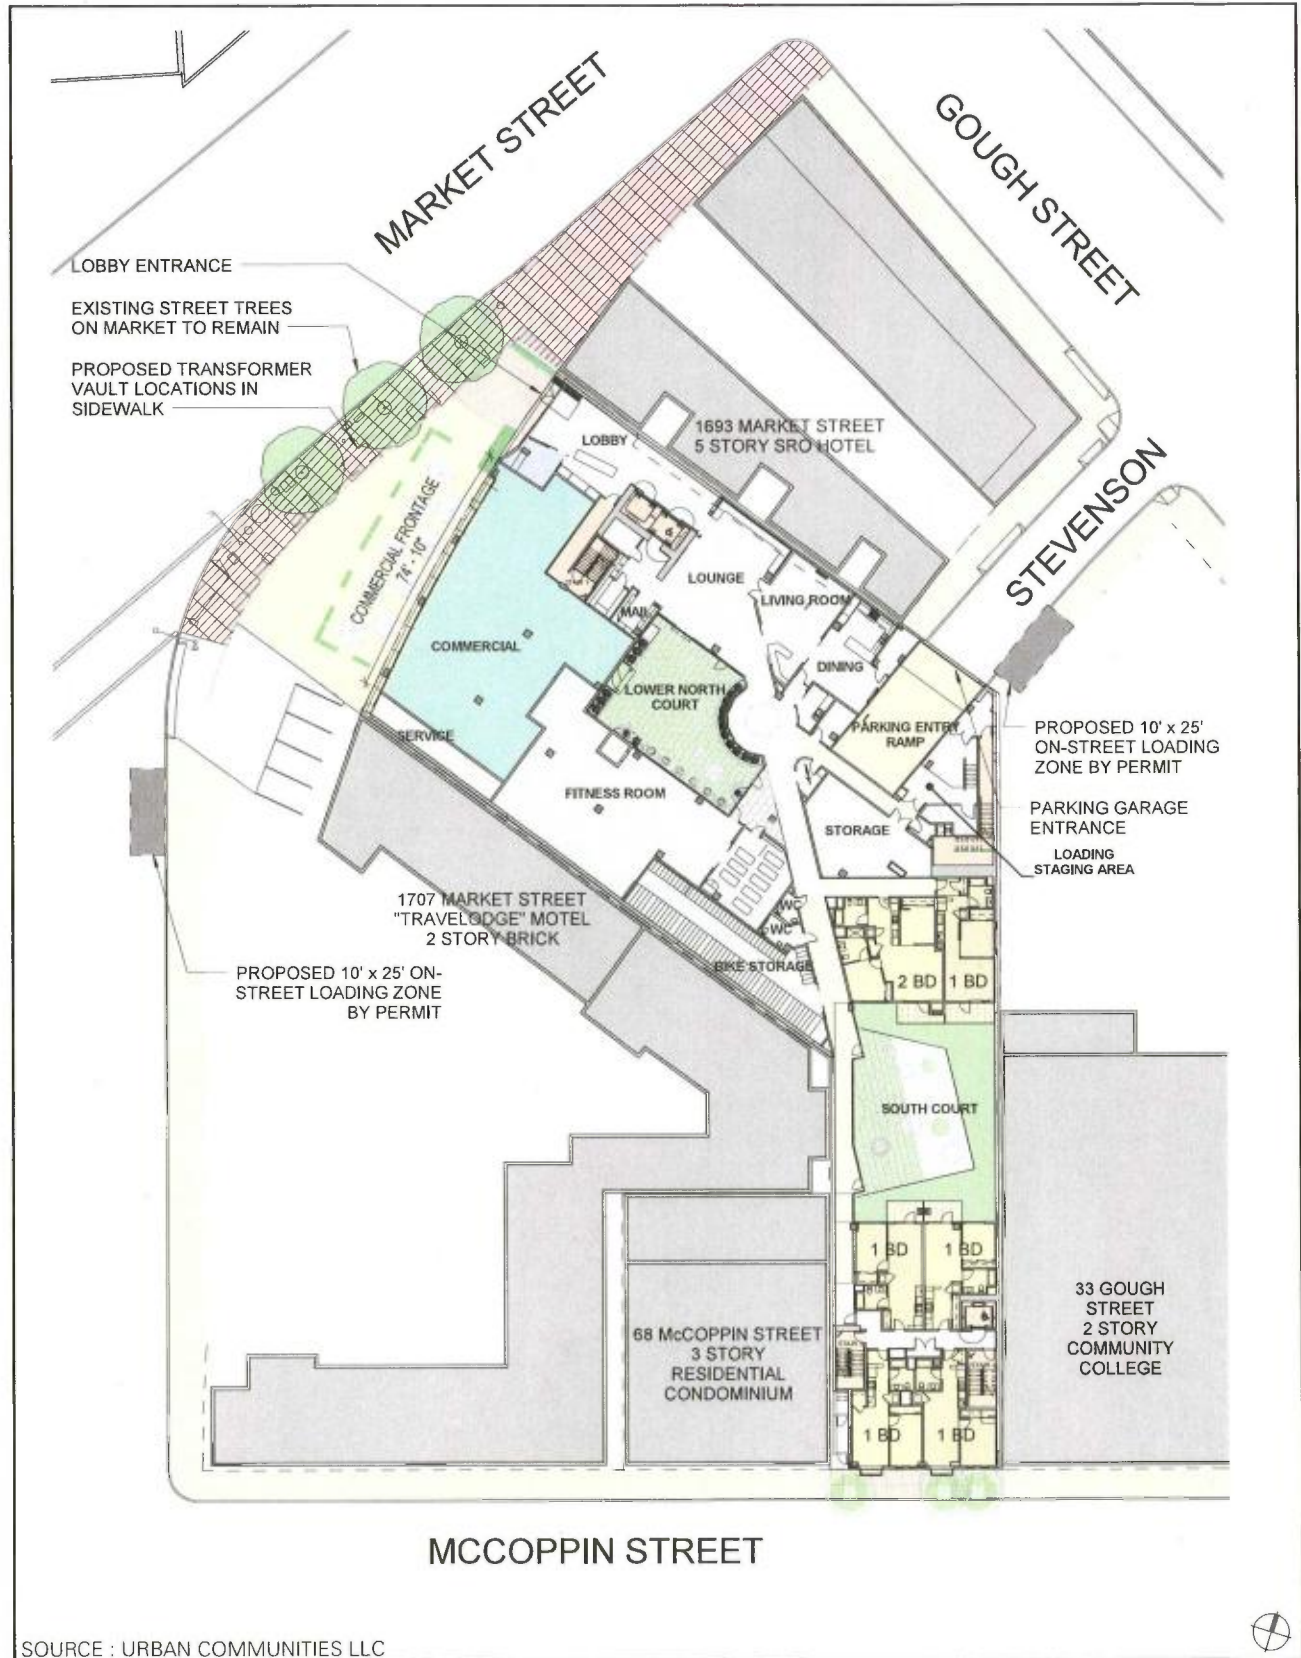 MARKET STREET
GOUGH STREET
LOBBY ENTRANCE
EXISTING STREET TREES
ON MARKET TO REMAIN
PROPOSED TRANSFORMER
VAULT LOCATIONS IN
SIDEWALK
STEVENSON
1693 MARKET STREET
5 STORY SRO HOTEL
LOBBY
COMMERCIAL FRONTAGE
74' - 10"
LOUNGE
LIVING ROOM
MAIL
COMMERCIAL
DINING
LOWER NORTH
COURT
PARKING ENTRY
RAMP
SERVICE
FITNESS ROOM
STORAGE
PROPOSED 10' x 25'
ON-STREET LOADING
ZONE BY PERMIT
PARKING GARAGE
ENTRANCE
LOADING
STAGING AREA
1707 MARKET STREET
"TRAVELODGE" MOTEL
2 STORY BRICK
WC
WC
BIKE STORAGE
PROPOSED 10' x 25' ON-
STREET LOADING ZONE
BY PERMIT
2 BD
1 BD
SOUTH COURT
1 BD
1 BD
68 McCOPPIN STREET
3 STORY
RESIDENTIAL
CONDOMINIUM
33 GOUGH
STREET
2 STORY
COMMUNITY
COLLEGE
1 BD
1 BD
MCCOPPIN STREET
SOURCE : URBAN COMMUNITIES LLC